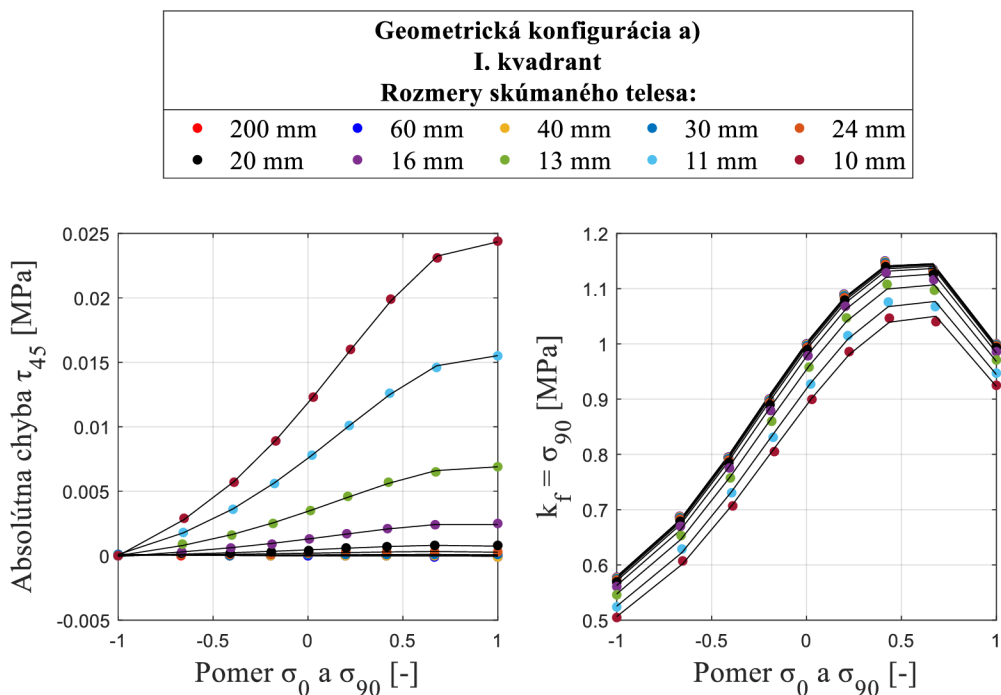 Geometrická konfigurácia a)
I. kvadrant
Rozmery skúmaného telesa:
200 mm 60 mm 40 mm 30 mm 24 mm
20 mm 16 mm 13 mm 11 mm 10 mm
Absolútna chyba τ45 [MPa]
0.025
0.02
0.015
0.01
0.005
0
-0.005
-1 -0.5 0 0.5 1
Pomer σ0 a σ90 [-]
kf = σ90 [MPa]
1.2
1.1
1
0.9
0.8
0.7
0.6
0.5
-1 -0.5 0 0.5 1
Pomer σ0 a σ90 [-]